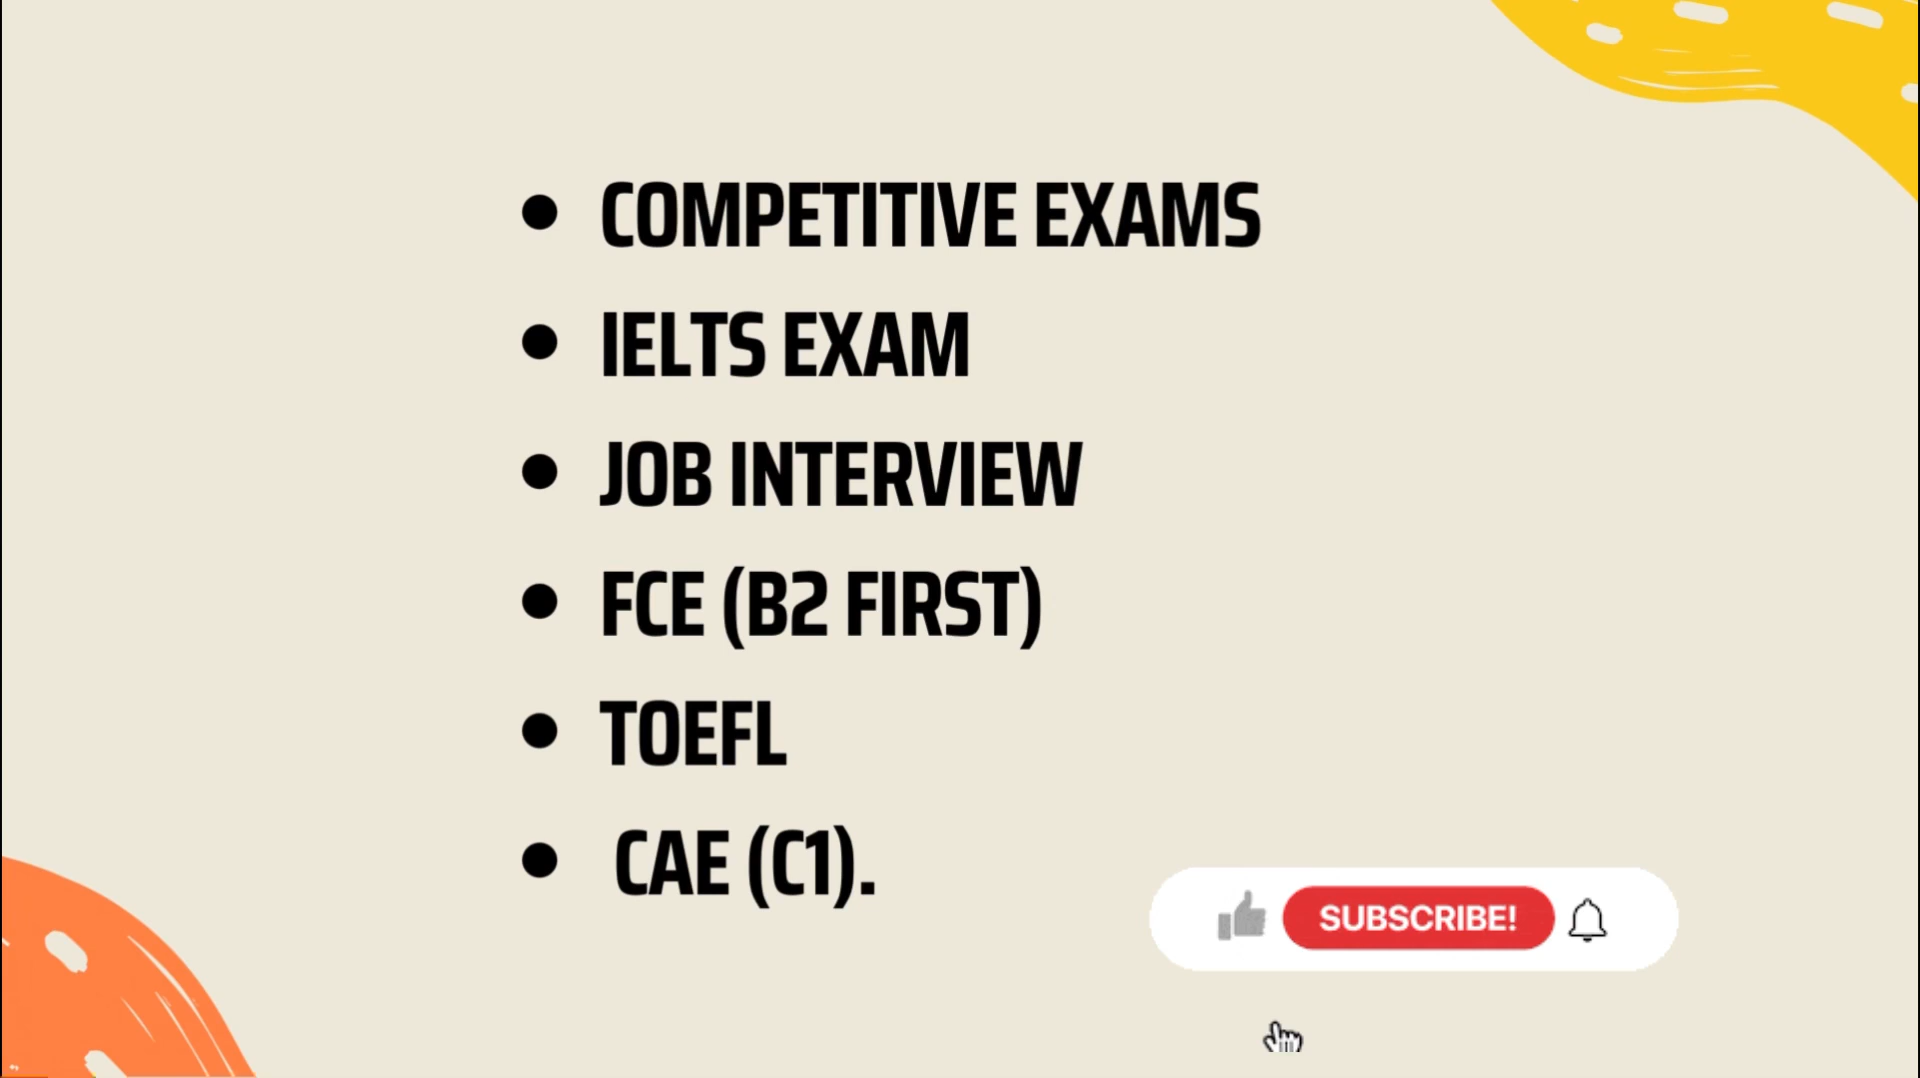 COMPETITIVE EXAMS
IELTS EXAM
JOB INTERVIEW
FCE (B2 FIRST)
TOEFL
CAE (C1).
SUBSCRIBE!